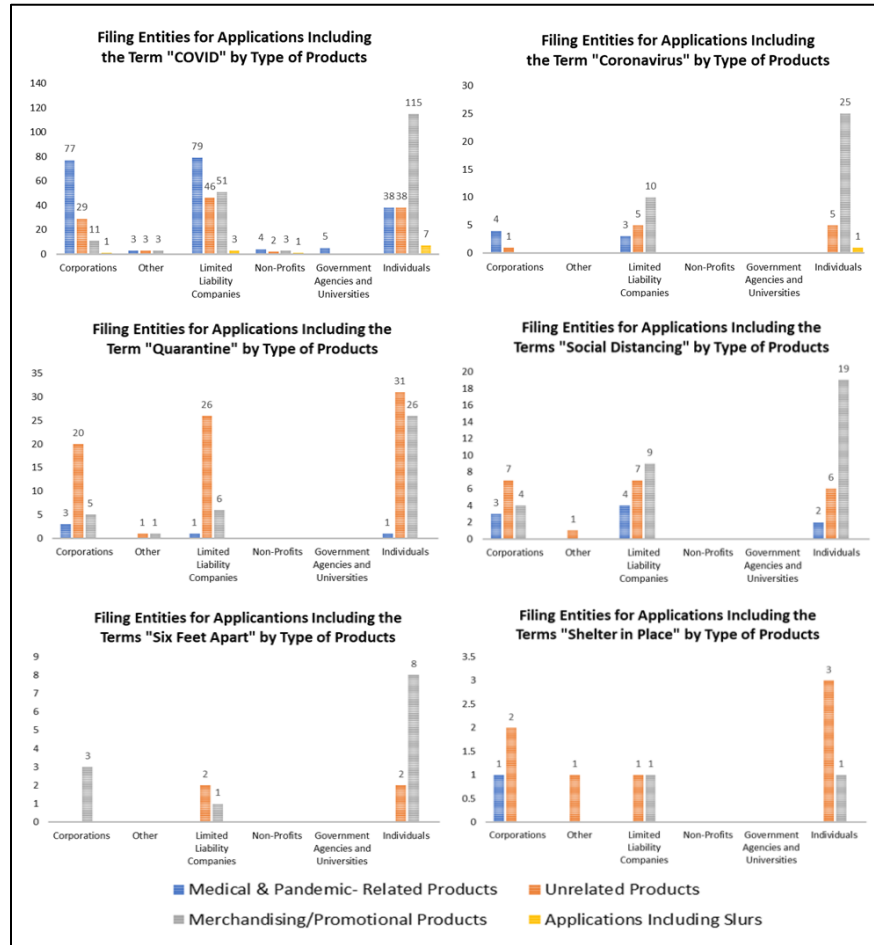 Filing Entities for Applications Including
the Term "COVID" by Type of Products
140
120
100
80
60
40
20
0
77
29
11
1
3
3
3
79
46
51
3
4
2
3
1
5
38
38
115
7
Corporations
Other
Limited
Liability
Companies
Non-Profits
Government
Agencies and
Universities
Individuals
Filing Entities for Applications Including
the Term "Coronavirus" by Type of Products
30
25
20
15
10
5
0
4
1
3
5
10
5
25
1
Corporations
Other
Limited
Liability
Companies
Non-Profits
Government
Agencies and
Universities
Individuals
Filing Entities for Applications Including the
Term "Quarantine" by Type of Products
35
30
25
20
15
10
5
0
3
20
5
1
1
1
26
6
1
31
26
Corporations
Other
Limited
Liability
Companies
Non-Profits
Government
Agencies and
Universities
Individuals
Filing Entities for Applications Including the
Terms "Social Distancing" by Type of Products
20
18
16
14
12
10
8
6
4
2
0
3
7
4
1
4
7
9
2
6
19
Corporations
Other
Limited
Liability
Companies
Non-Profits
Government
Agencies and
Universities
Individuals
Filing Entities for Applicantions Including the
Terms "Six Feet Apart" by Type of Products
9
8
7
6
5
4
3
2
1
0
3
2
1
2
8
Corporations
Other
Limited
Liability
Companies
Non-Profits
Government
Agencies and
Universities
Individuals
Filing Entities for Applications Including the
Terms "Shelter in Place" by Type of Products
3.5
3
2.5
2
1.5
1
0.5
0
1
2
1
1
1
3
1
Corporations
Other
Limited
Liability
Companies
Non-Profits
Government
Agencies and
Universities
Individuals
Medical & Pandemic- Related Products
Unrelated Products
Merchandising/Promotional Products
Applications Including Slurs